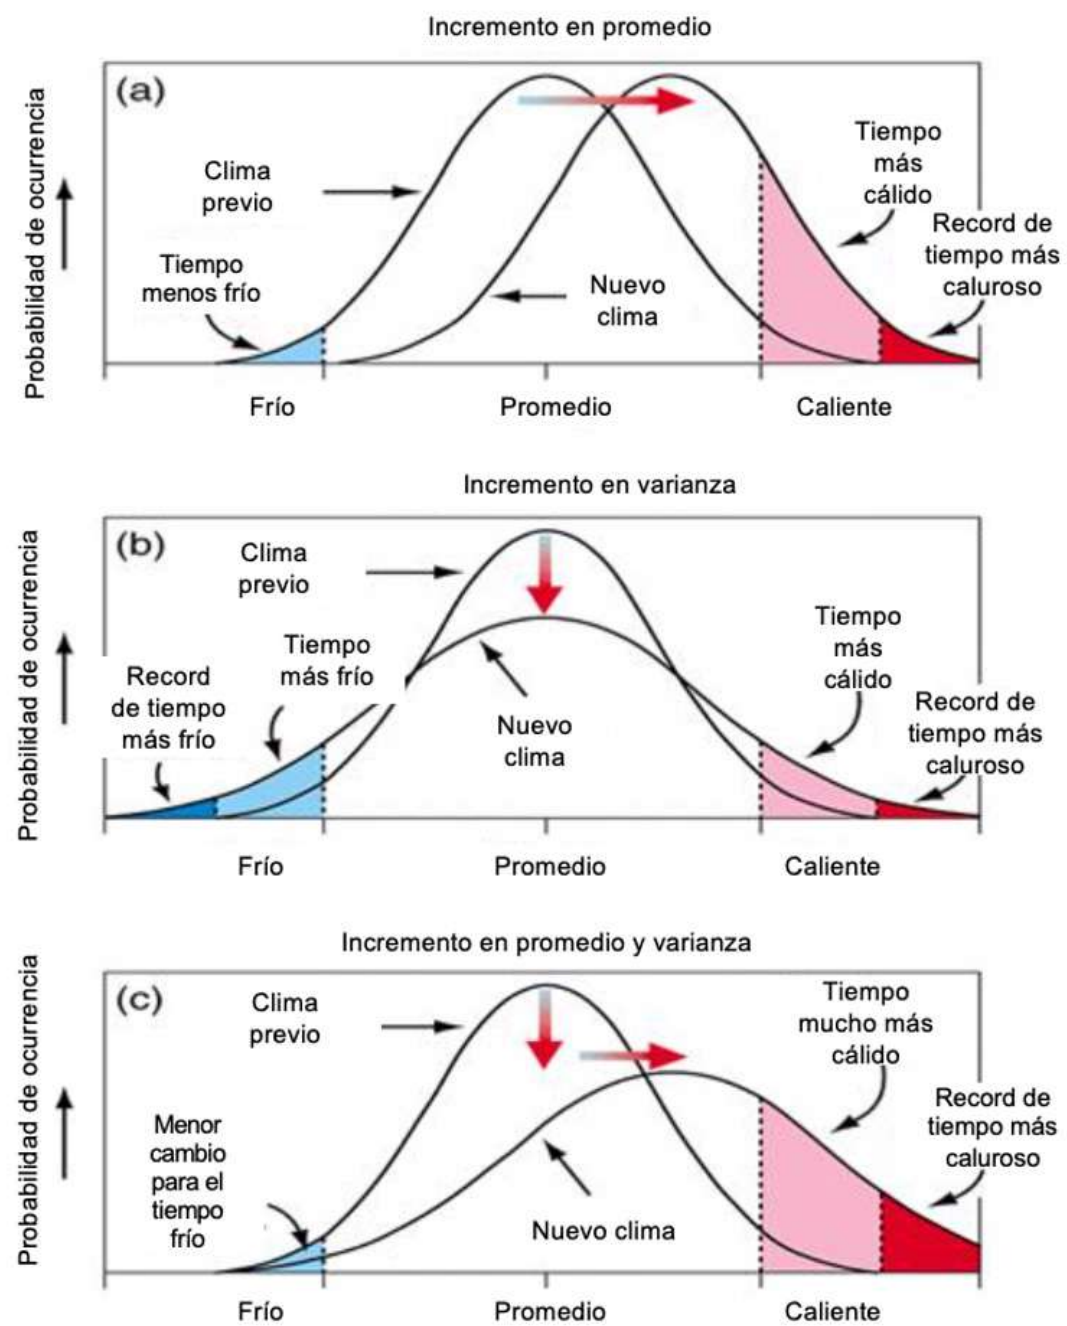 Incremento en promedio
(a)
Probabilidad de ocurrencia
Clima
previo
Tiempo
menos frío
Nuevo
clima
Tiempo
más
cálido
Record de
tiempo más
caluroso
Frío
Promedio
Caliente
Incremento en varianza
(b)
Probabilidad de ocurrencia
Clima
previo
Tiempo
más frío
Record
de tiempo
más frío
Nuevo
clima
Tiempo
más
cálido
Record de
tiempo más
caluroso
Frío
Promedio
Caliente
Incremento en promedio y varianza
(c)
Probabilidad de ocurrencia
Clima
previo
Menor
cambio
para el
tiempo
frío
Nuevo clima
Tiempo
mucho más
cálido
Record de
tiempo más
caluroso
Frío
Promedio
Caliente